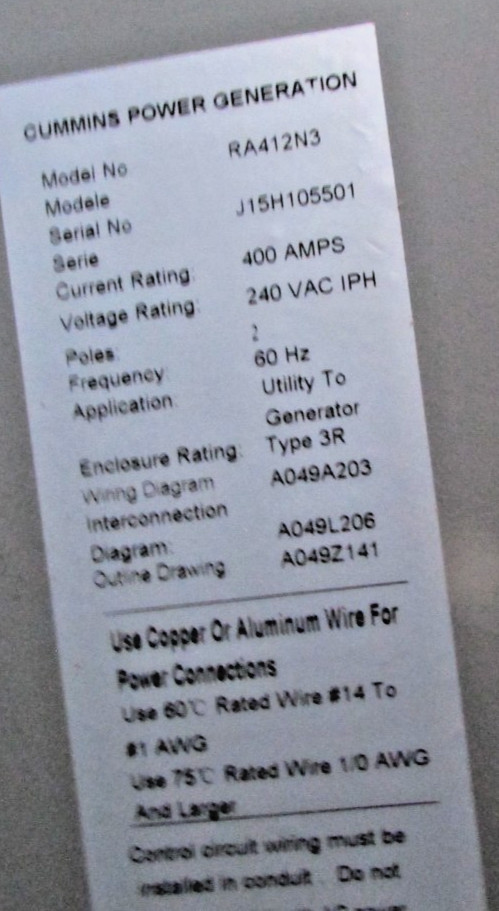 CUMMINS POWER GENERATION
Model No RA412N3
Modele
Serial No J15H105501
Serie
Current Rating: 400 AMPS
Voltage Rating: 240 VAC IPH
Poles: 2
Frequency: 60 Hz
Application: Utility To
Generator
Enclosure Rating: Type 3R
Wiring Diagram A049A203
Interconnection
Diagram: A049L206
Outline Drawing A049Z141
Use Copper Or Aluminum Wire For
Power Connections
Use 60℃ Rated Wire #14 To
#1 AWG
Use 75℃ Rated Wire 1/0 AWG
And Larger
Control circuit wiring must be
installed in conduit. Do not